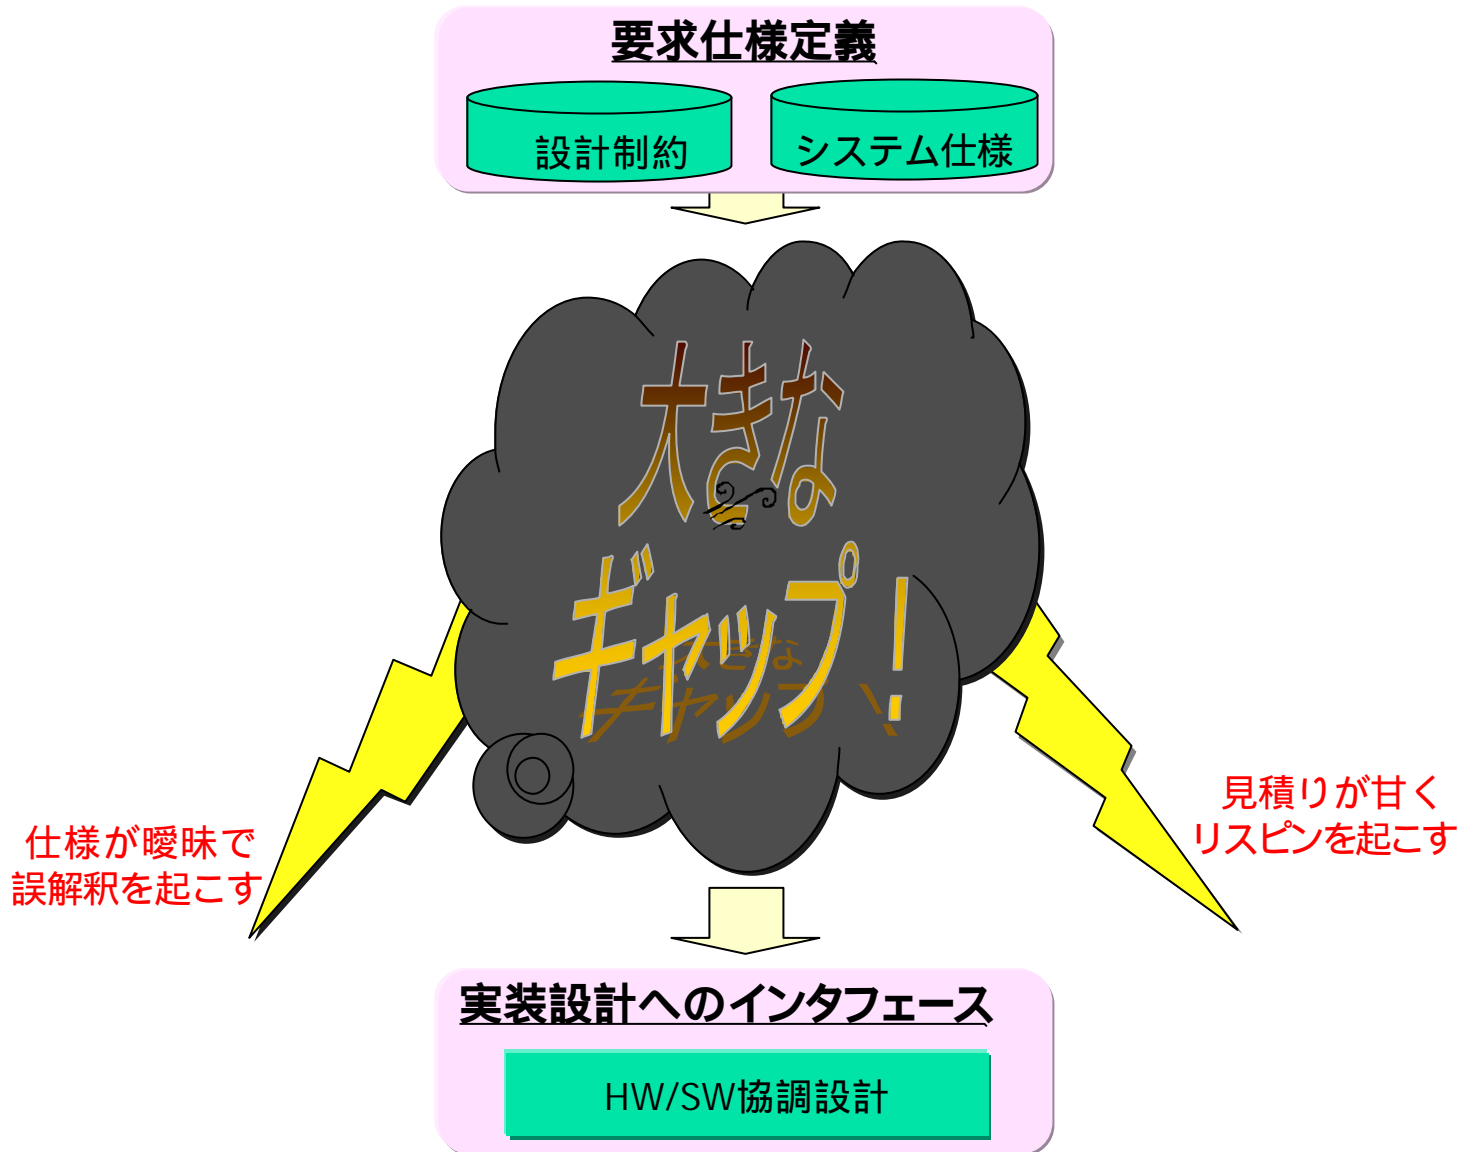 要求仕様定義
設計制約
システム仕様
大きな
ギャップ!
仕様が曖昧で
誤解釈を起こす
見積りが甘く
リスピンを起こす
実装設計へのインタフェース
HW/SW協調設計